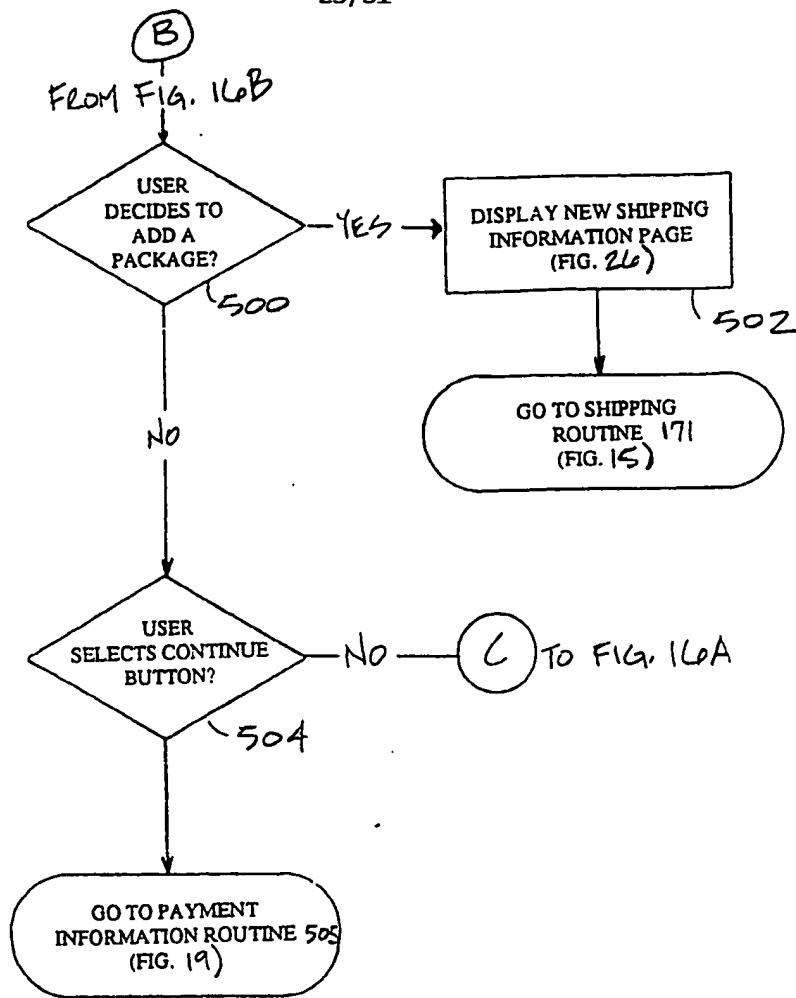 B
FROM FIG. 16B
USER
DECIDES TO
ADD A
PACKAGE?
500
YES
DISPLAY NEW SHIPPING
INFORMATION PAGE
(FIG. 26)
502
GO TO SHIPPING
ROUTINE 171
(FIG. 15)
NO
USER
SELECTS CONTINUE
BUTTON?
504
NO
C
TO FIG. 16A
GO TO PAYMENT
INFORMATION ROUTINE 505
(FIG. 19)